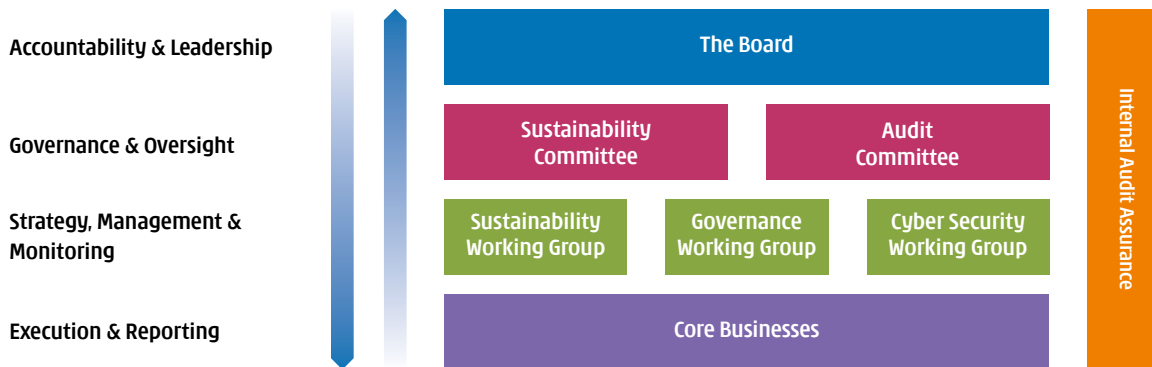 Accountability & Leadership
The Board
Governance & Oversight
Sustainability
Committee
Audit
Committee
Strategy, Management &
Monitoring
Sustainability
Working Group
Governance
Working Group
Cyber Security
Working Group
Execution & Reporting
Core Businesses
Internal Audit Assurance